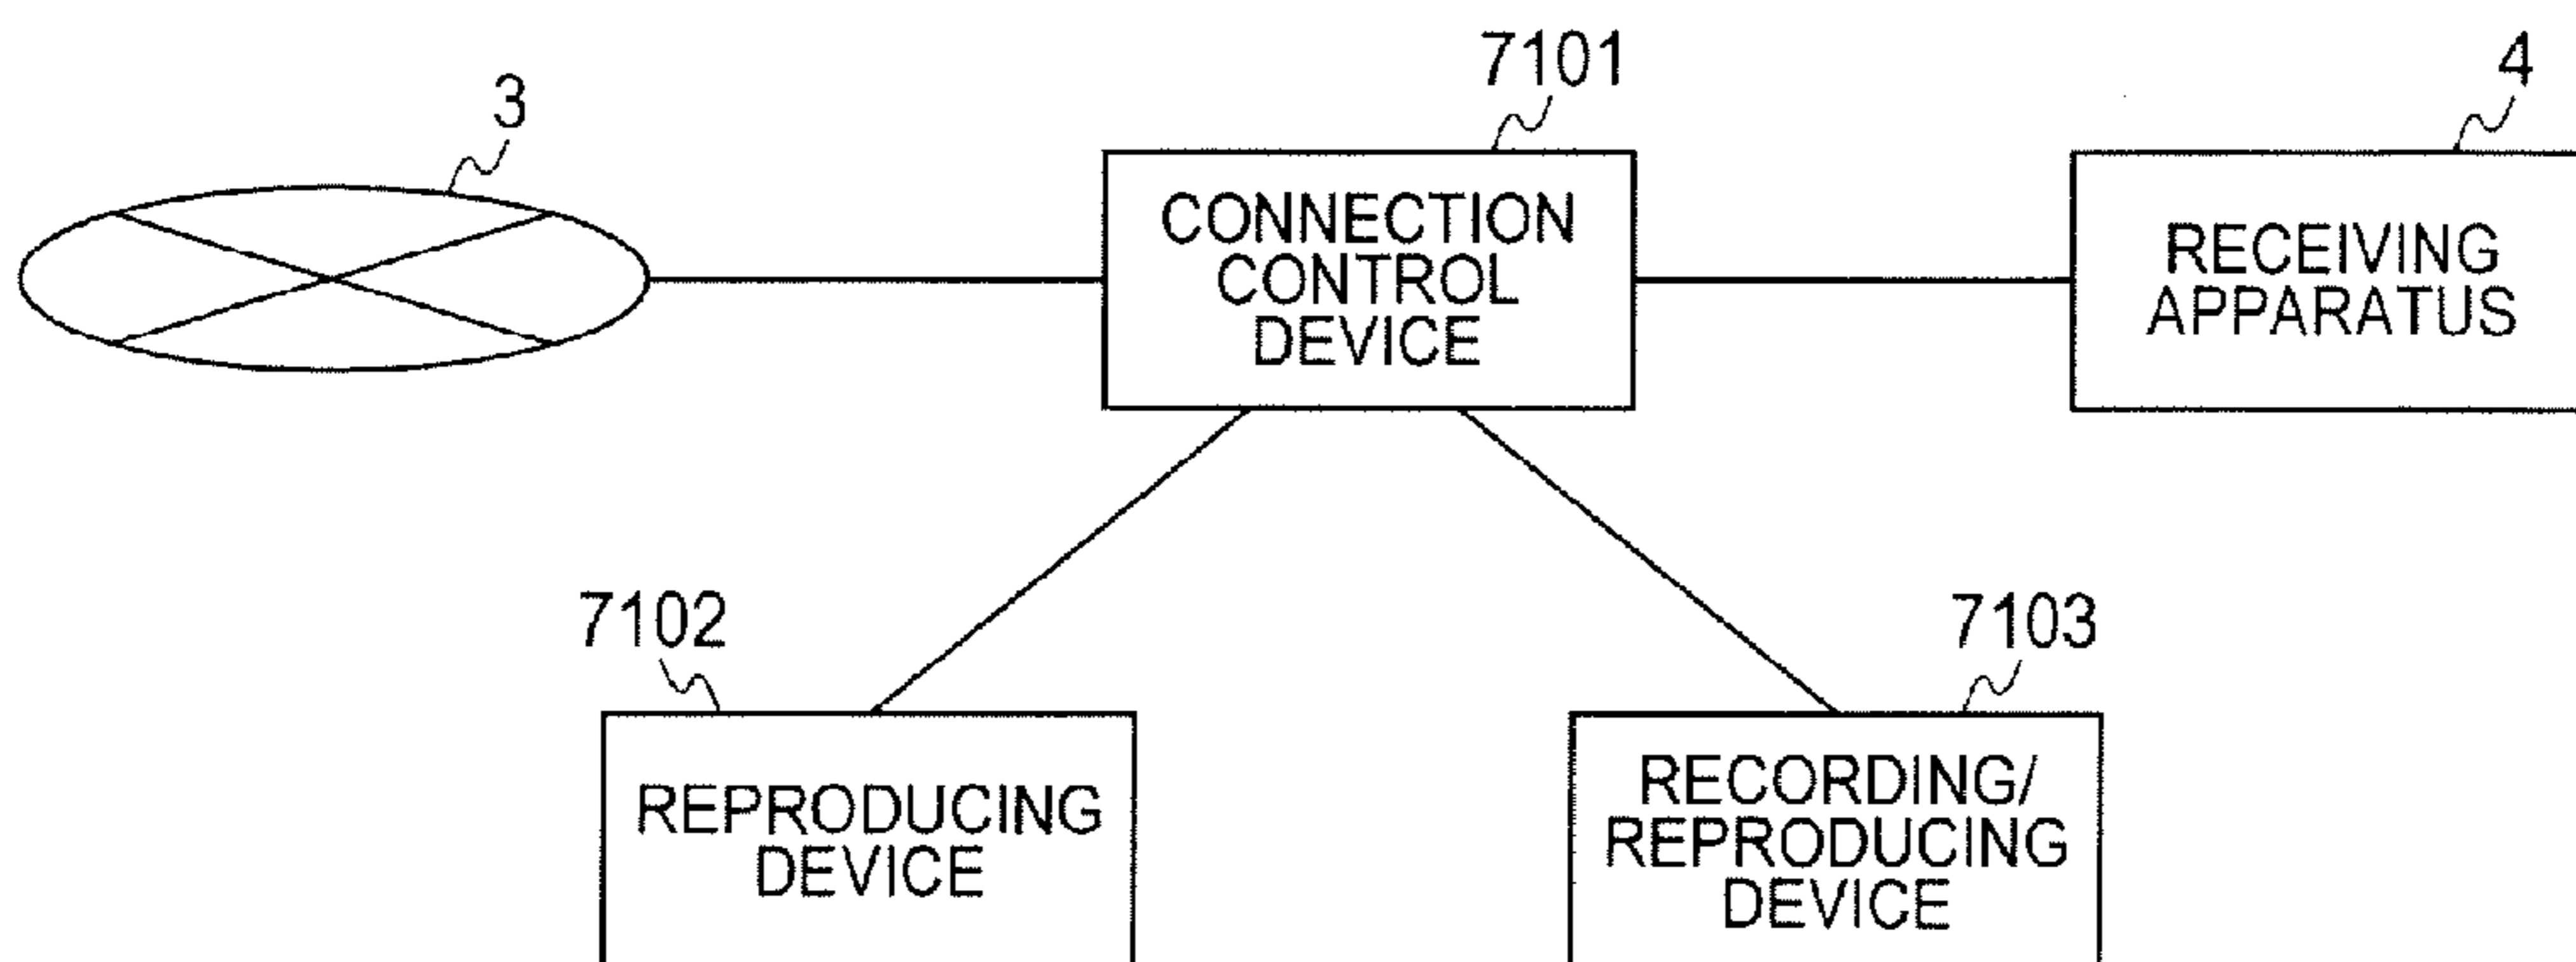 3
7101
4
CONNECTION
CONTROL
DEVICE
RECEIVING
APPARATUS
7102
7103
REPRODUCING
DEVICE
RECORDING/
REPRODUCING
DEVICE